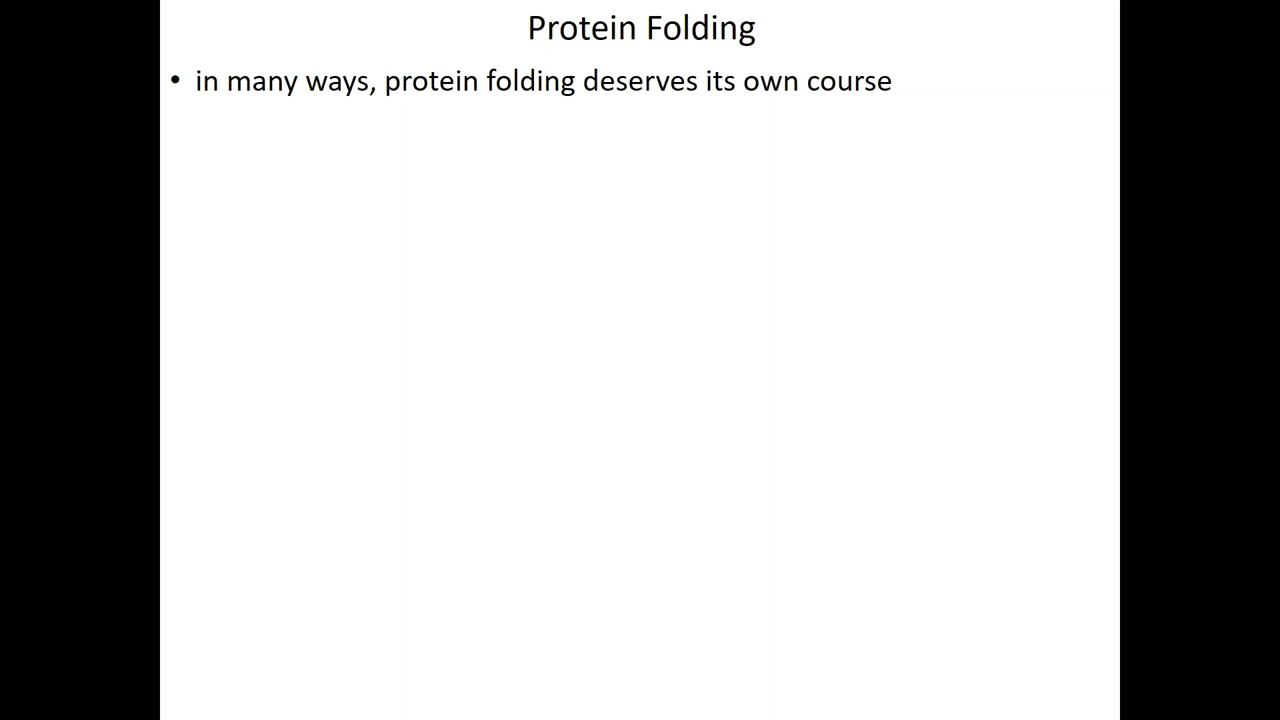 Protein Folding
• in many ways, protein folding deserves its own course